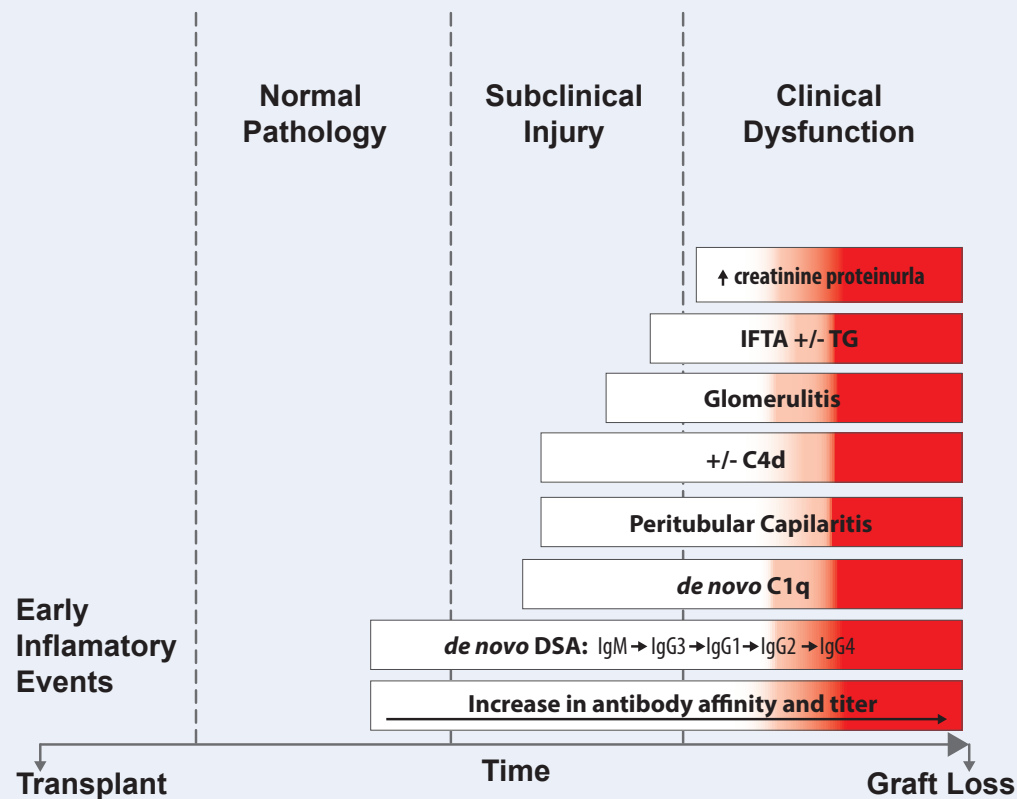 Normal
Pathology
Subclinical
Injury
Clinical
Dysfunction
↑ creatinine proteinurla
IFTA +/- TG
Glomerulitis
+/- C4d
Peritubular Capilaritis
de novo C1q
Early
Inflamatory
Events
de novo DSA: IgM→IgG3→IgG1→IgG2→IgG4
Increase in antibody affinity and titer
Transplant
Time
Graft Loss